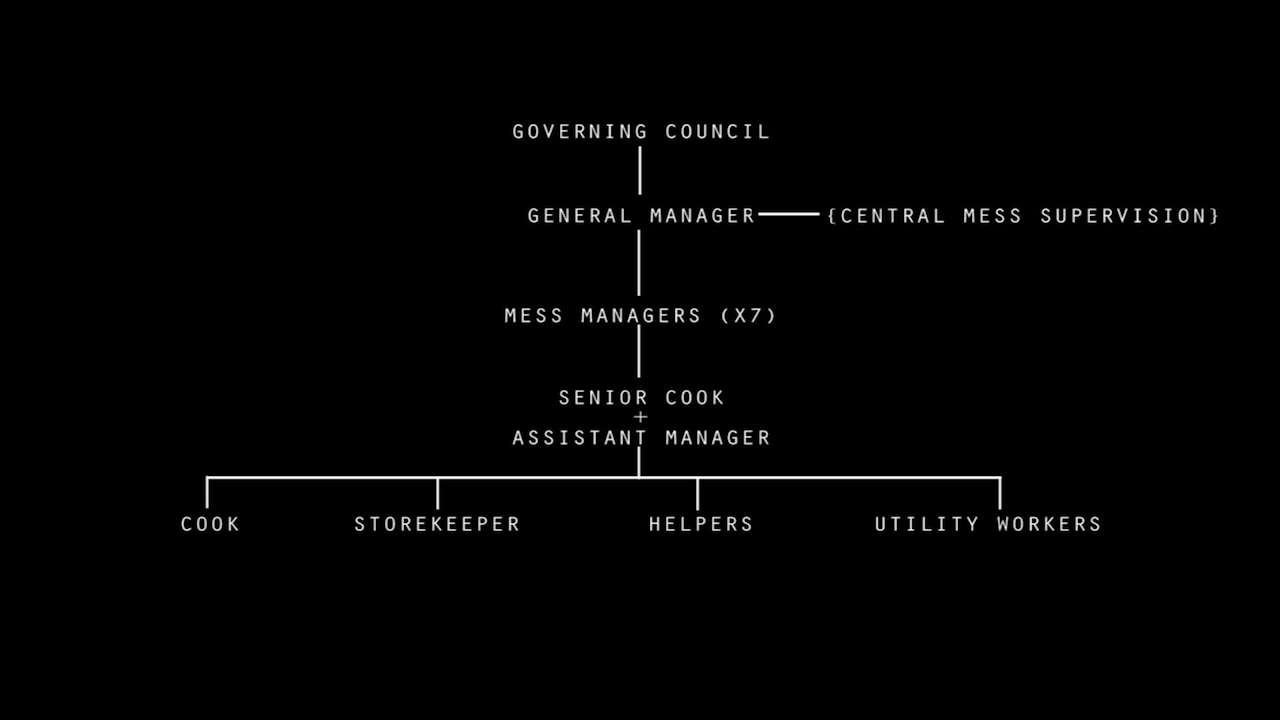 GOVERNING COUNCIL
GENERAL MANAGER {CENTRAL MESS SUPERVISION}
MESS MANAGERS (X7)
SENIOR COOK
+
ASSISTANT MANAGER
COOK STOREKEEPER HELPERS UTILITY WORKERS